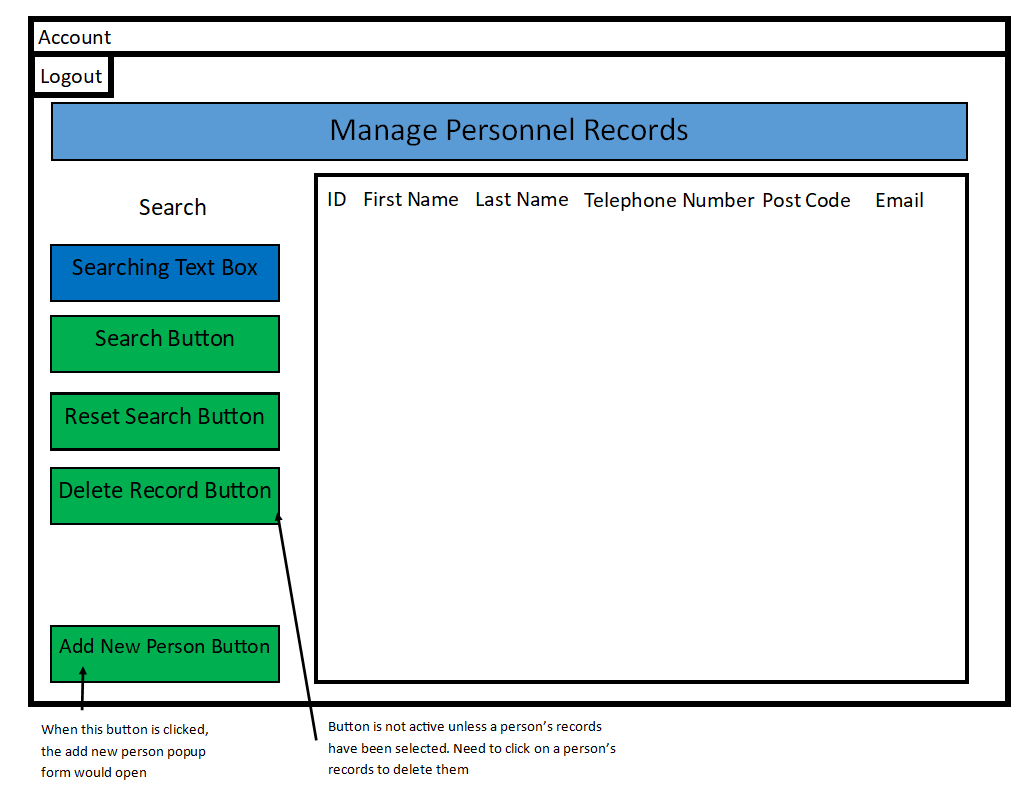 Account
Logout
Manage Personnel Records
Search
Searching Text Box
Search Button
Reset Search Button
Delete Record Button
Add New Person Button
ID First Name Last Name Telephone Number Post Code Email
When this button is clicked,
the add new person popup
form would open
Button is not active unless a person’s records
have been selected. Need to click on a person’s
records to delete them